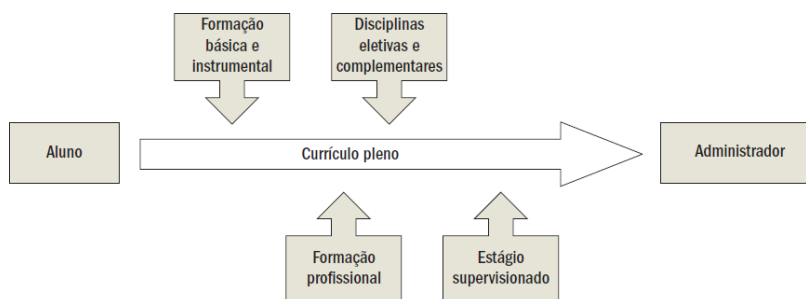 Formação
básica e
instrumental
Disciplinas
eletivas e
complementares
Aluno
Currículo pleno
Administrador
Formação
profissional
Estágio
supervisionado